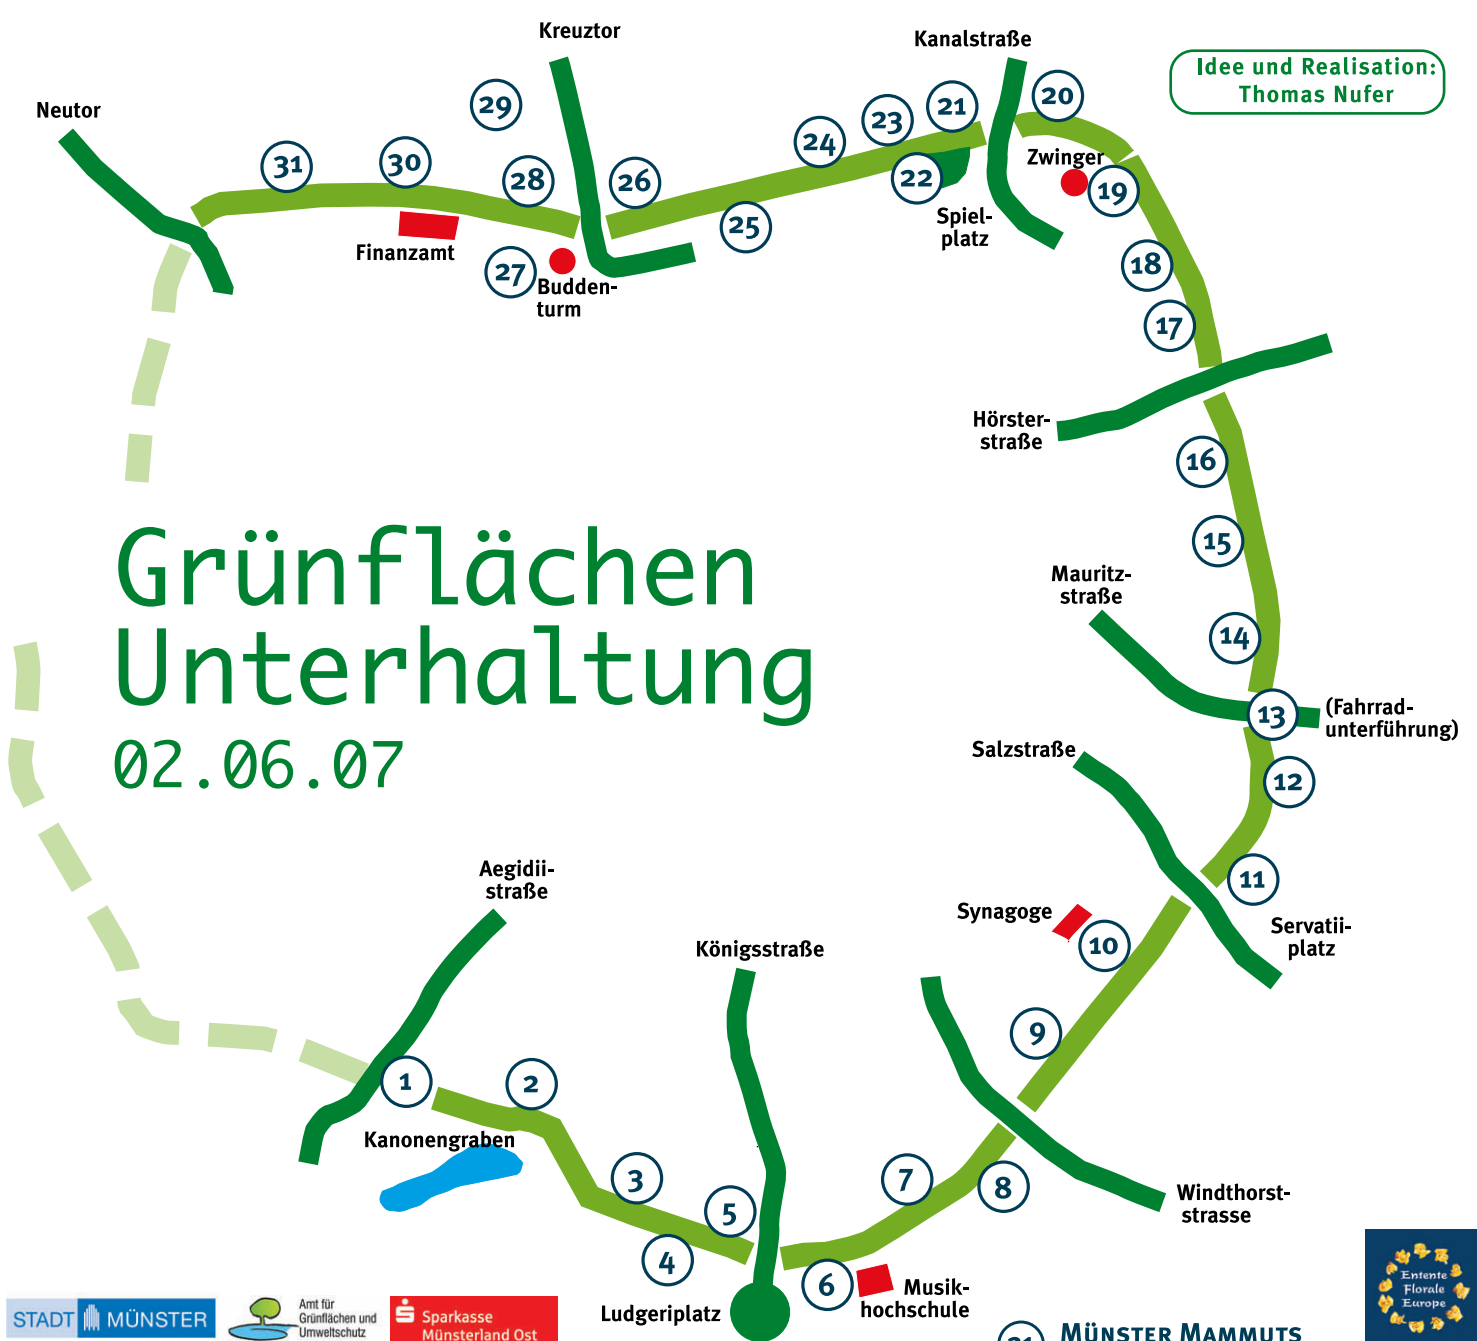 Kreuztor
Kanalstraße
Idee und Realisation:
Thomas Nufer
Neutor
29
20
21
23
24
31
30
28
26
22
25
27
Zwinger
19
Spiel-
platz
18
17
Finanzamt
Budden-
turm
Hörster-
straße
16
15
14
Grünflächen
Unterhaltung
02.06.07
Mauritz-
straße
13
(Fahrrad-
unterführung)
12
Salzstraße
11
Aegidii-
straße
Synagoge
10
Servatii-
platz
Königsstraße
9
1
2
Kanonengraben
3
5
4
7
8
6
Windthorst-
strasse
Ludgeriplatz
Musik-
hochschule
STADT MÜNSTER
Amt für
Grünflächen und
Umweltschutz
Sparkasse
Münsterland Ost
MÜNSTER MAMMUTS
Entente
Florale
Europe